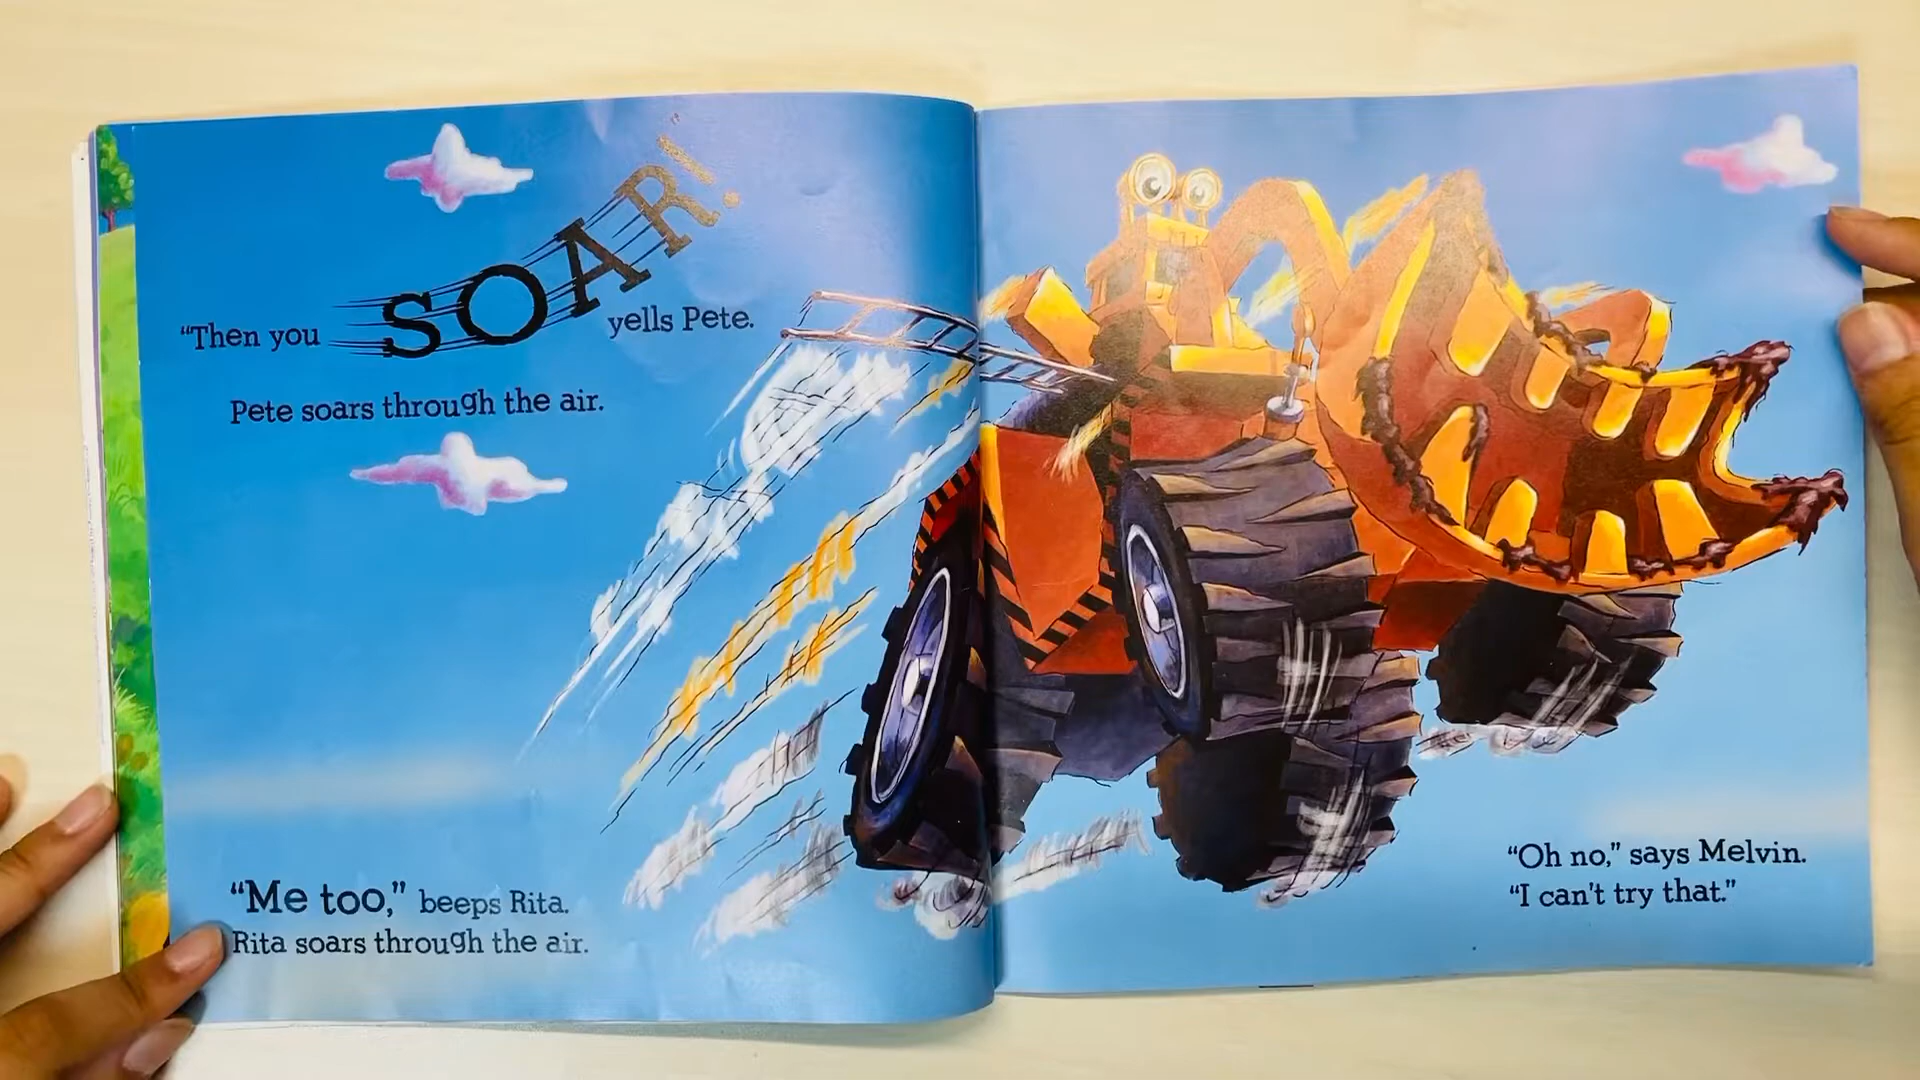 “Then you SOAR!” yells Pete.
Pete soars through the air.
“Me too,” beeps Rita.
Rita soars through the air.
“Oh no,” says Melvin.
“I can't try that.”